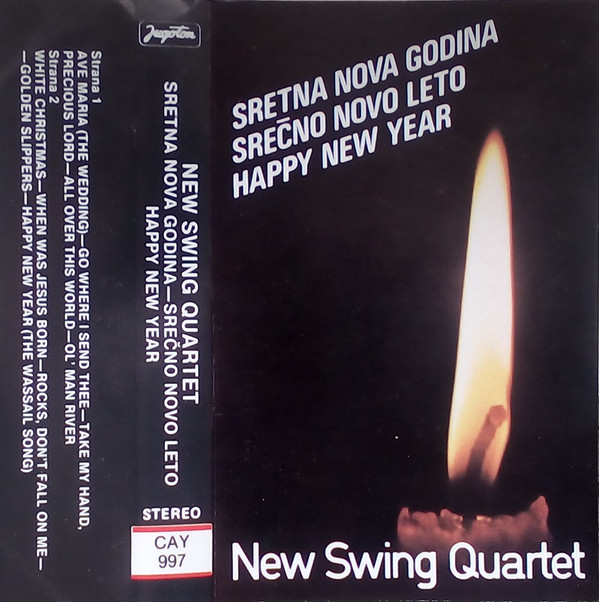 Strana 1
AVE MARIA (THE WEDDING)—GO WHERE I SEND THEE—TAKE MY HAND,
PRECIOUS LORD—ALL OVER THIS WORLD—OL' MAN RIVER
Strana 2
WHITE CHRISTMAS—WHEN WAS JESUS BORN—ROCKS, DON'T FALL ON ME—
—GOLDEN SLIPPERS—HAPPY NEW YEAR (THE WASSAIL SONG)
Jugoton
NEW SWING QUARTET
SRETNA NOVA GODINA—SREČNO NOVO LETO
HAPPY NEW YEAR
STEREO
CAY
997
SRETNA NOVA GODINA
SREČNO NOVO LETO
HAPPY NEW YEAR
New Swing Quartet